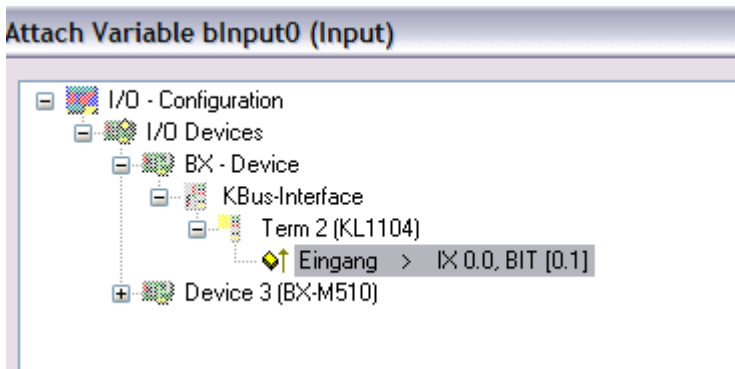 Attach Variable bInput0 (Input)
I/O - Configuration
I/O Devices
BX - Device
KBus-Interface
Term 2 (KL1104)
Eingang > IX 0.0, BIT [0.1]
Device 3 (BX-M510)